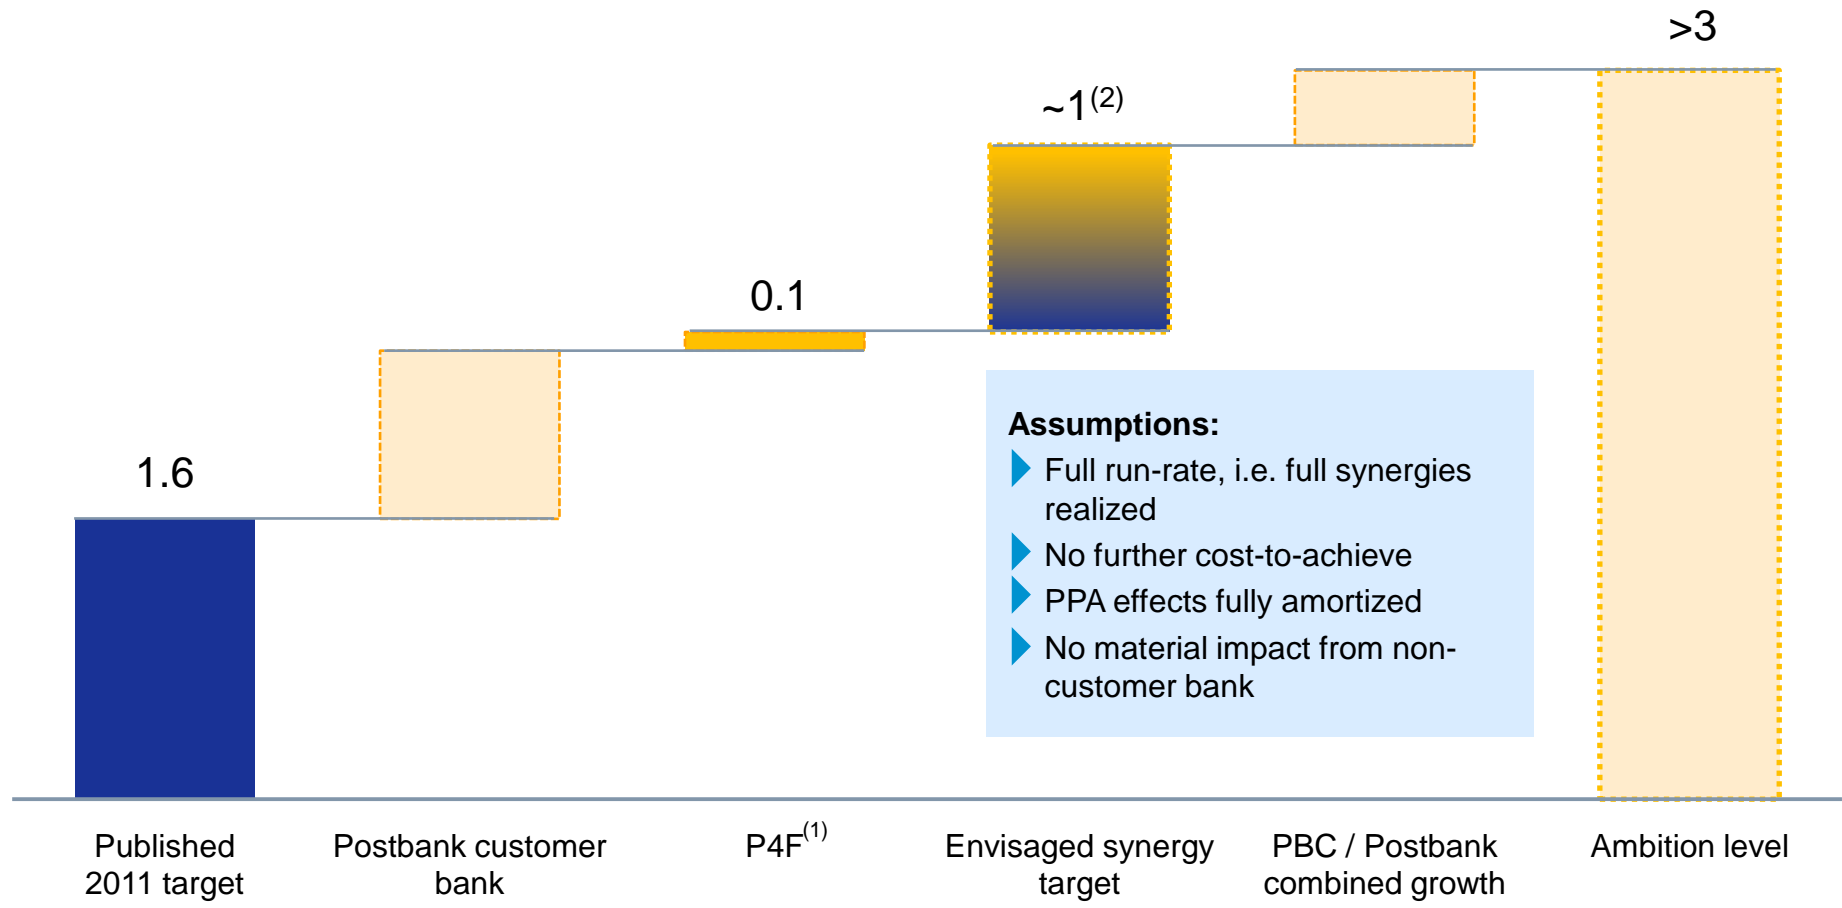 >3
~1(2)
0.1
1.6
Assumptions:
Full run-rate, i.e. full synergies
realized
No further cost-to-achieve
PPA effects fully amortized
No material impact from non-
customer bank
Published
2011 target
Postbank customer
bank
P4F(1)
Envisaged synergy
target
PBC / Postbank
combined growth
Ambition level